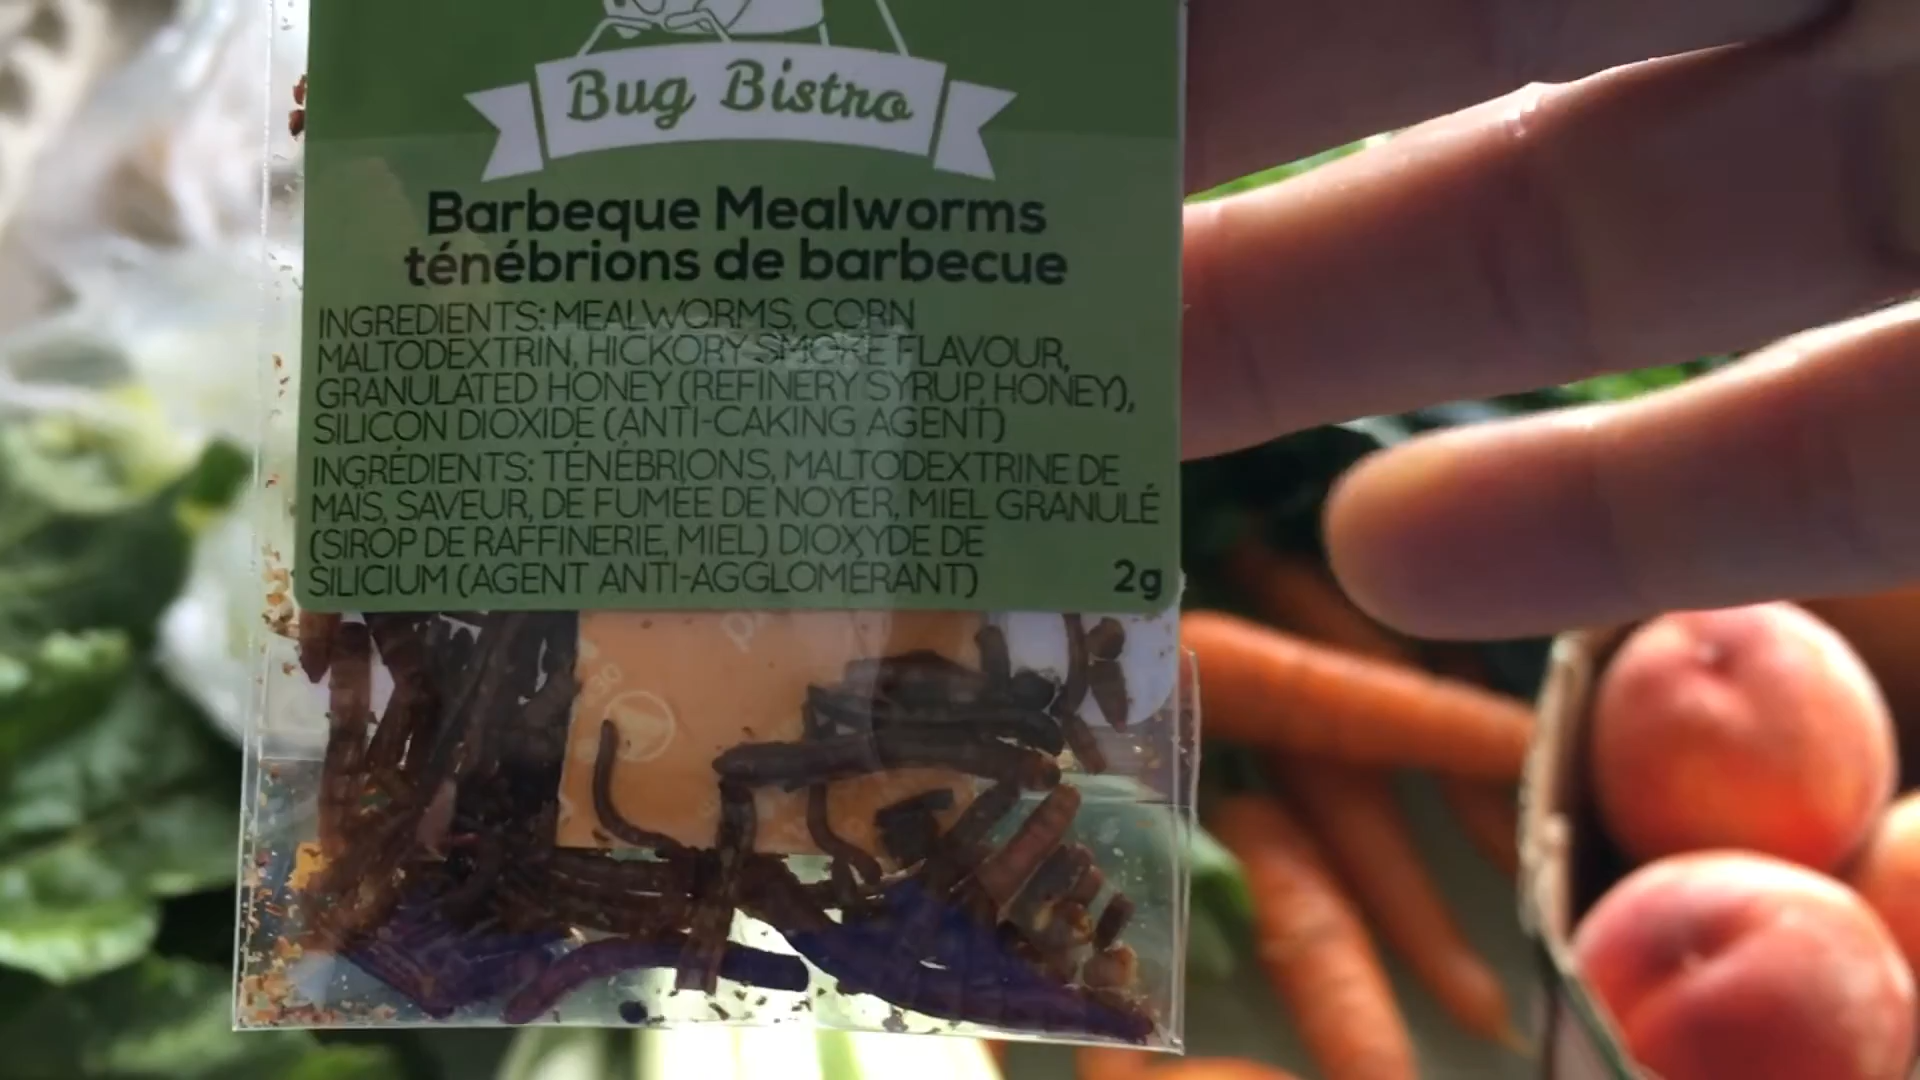 Bug Bistro
Barbeque Mealworms
ténébrions de barbecue
INGREDIENTS: MEALWORMS, CORN
MALTODEXTRIN, HICKORY SMOKE FLAVOUR,
GRANULATED HONEY (REFINERY SYRUP, HONEY),
SILICON DIOXIDE (ANTI-CAKING AGENT)
INGRÉDIENTS: TÉNÉBRIONS, MALTODEXTRINE DE
MAÏS, SAVEUR, DE FUMEE DE NOYER, MIEL GRANULÉ
(SIROP DE RAFFINERIE, MIEL) DIOXYDE DE
SILICIUM (AGENT ANTI-AGGLOMÉRANT)
2g